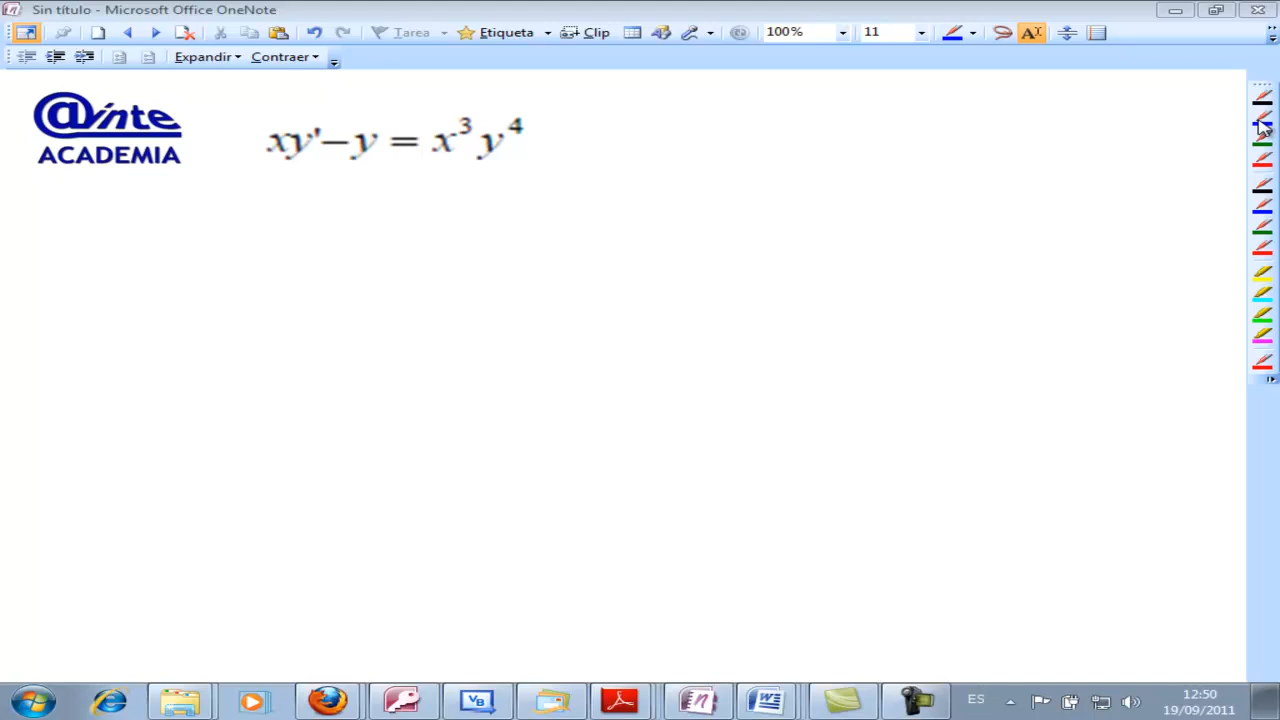 Sin título - Microsoft Office OneNote
Tarea Etiqueta Clip 100% 11
Expandir Contraer
@inte
ACADEMIA
xy'−y = x³y⁴
ES 12:50
19/09/2011